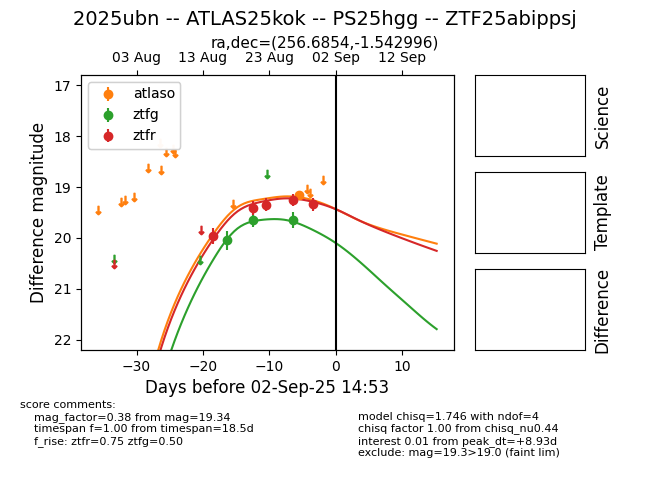 2025ubn -- ATLAS25kok -- PS25hgg -- ZTF25abippsj
ra,dec=(256.6854,-1.542996)
03 Aug 13 Aug 23 Aug 02 Sep 12 Sep
17
18
19
20
21
22
Difference magnitude
atlaso
ztfg
ztfr
−30 −20 −10 0 10
Days before 02-Sep-25 14:53
Science
Template
Difference
score comments:
mag_factor=0.38 from mag=19.34
timespan f=1.00 from timespan=18.5d
f_rise: ztfr=0.75 ztfg=0.50
model chisq=1.746 with ndof=4
chisq factor 1.00 from chisq_nu0.44
interest 0.01 from peak_dt=+8.93d
exclude: mag=19.3>19.0 (faint lim)